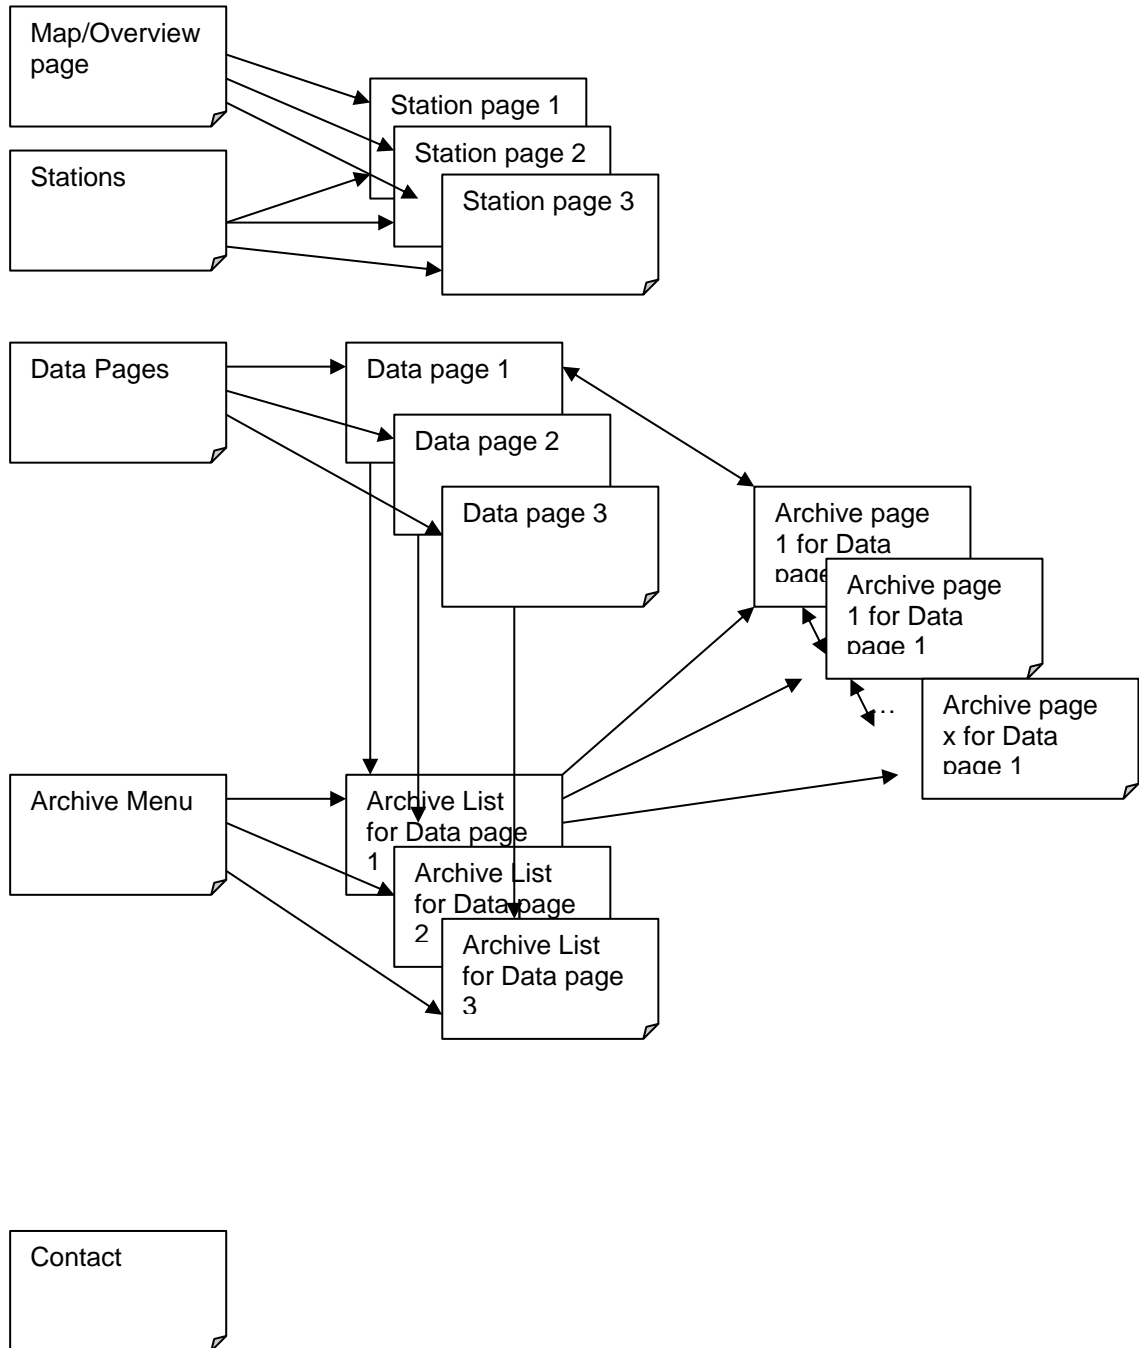 Map/Overview
page
Station page 1
Station page 2
Stations
Station page 3
Data Pages
Data page 1
Data page 2
Data page 3
Archive page
1 for Data
page
Archive page
1 for Data
page 1
…
Archive page
x for Data
page 1
Archive Menu
Archive List
for Data page
1
Archive List
for Data page
2
Archive List
for Data page
3
Contact